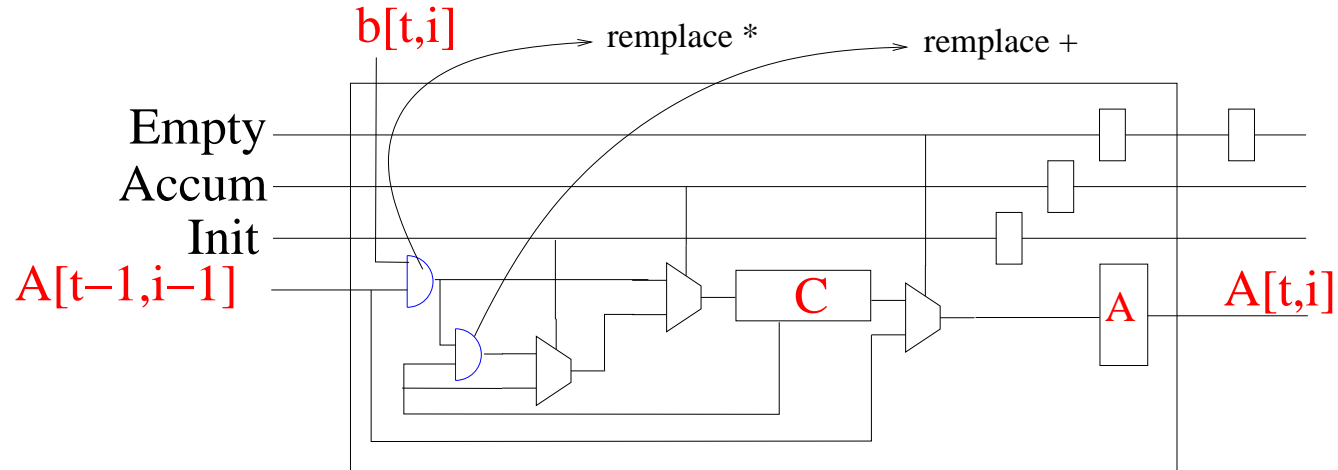 b[t,i]
remplace *
remplace +
Empty
Accum
Init
A[t−1,i−1]
C
A
A[t,i]